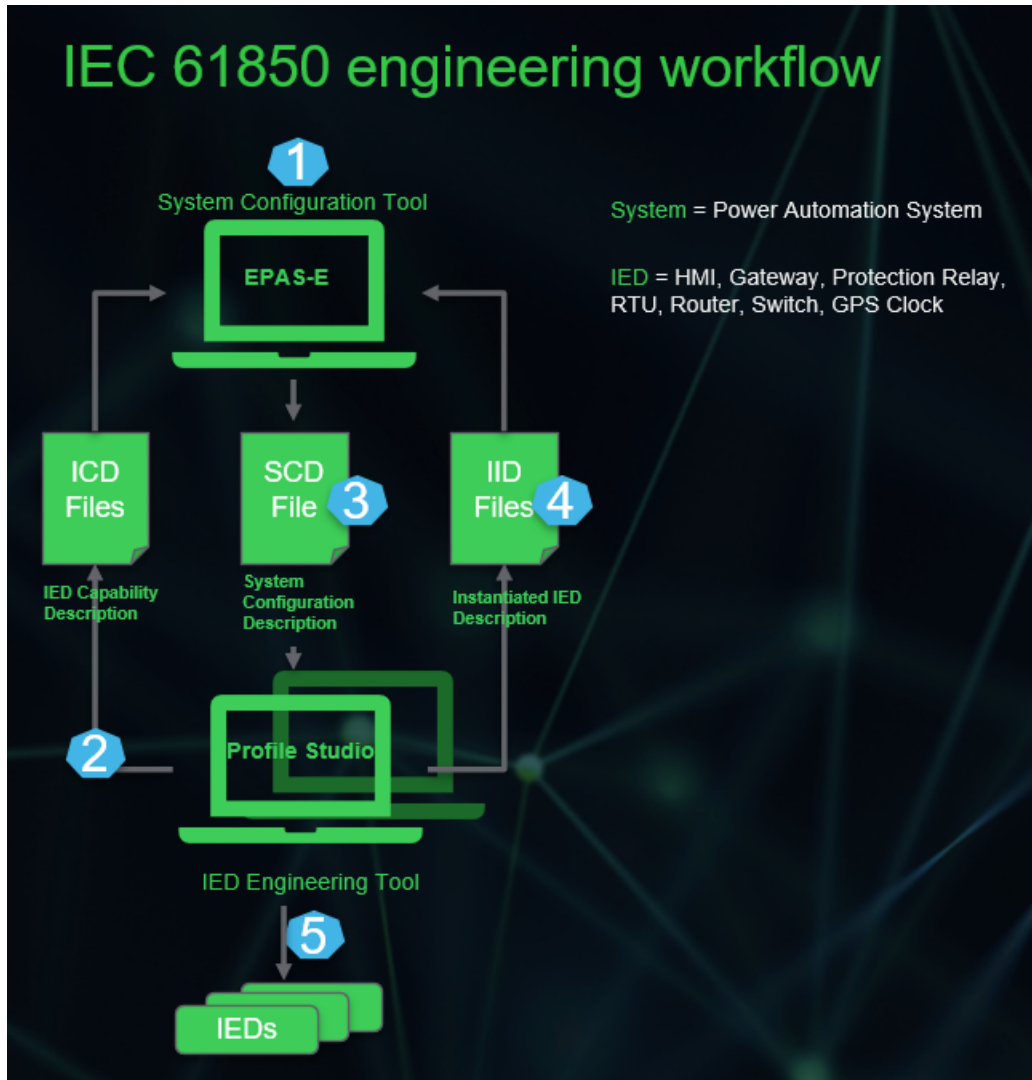 IEC 61850 engineering workflow
1
System Configuration Tool
System = Power Automation System
EPAS-E
IED = HMI, Gateway, Protection Relay,
RTU, Router, Switch, GPS Clock
ICD
Files
SCD
File
3
IID
Files
4
IED Capability
Description
System
Configuration
Description
Instantiated IED
Description
2
Profile Studio
IED Engineering Tool
5
IEDs